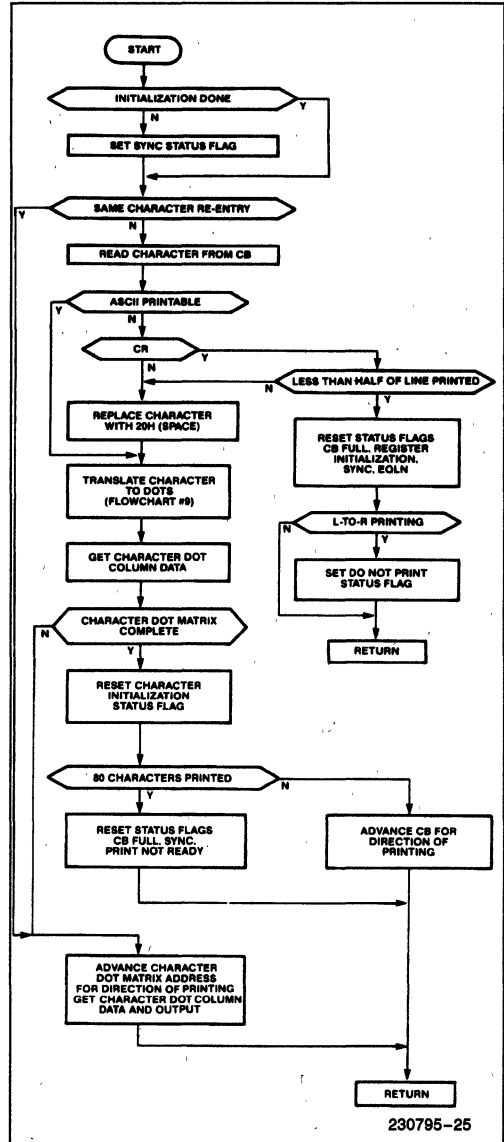 START
INITIALIZATION DONE
Y
N
SET SYNC STATUS FLAG
Y
SAME CHARACTER RE-ENTRY
N
READ CHARACTER FROM CB
Y
ASCII PRINTABLE
N
CR
Y
N
N
LESS THAN HALF OF LINE PRINTED
Y
REPLACE CHARACTER
WITH 20H (SPACE)
RESET STATUS FLAGS
CB FULL, REGISTER
INITIALIZATION,
SYNC, EOLN
TRANSLATE CHARACTER
TO DOTS
(FLOWCHART #9)
N
L-TO-R PRINTING
Y
GET CHARACTER DOT
COLUMN DATA
SET DO NOT PRINT
STATUS FLAG
N
CHARACTER DOT MATRIX
COMPLETE
Y
RETURN
RESET CHARACTER
INITIALIZATION
STATUS FLAG
80 CHARACTERS PRINTED
N
Y
RESET STATUS FLAGS
CB FULL, SYNC,
PRINT NOT READY
ADVANCE CB FOR
DIRECTION OF
PRINTING
ADVANCE CHARACTER
DOT MATRIX ADDRESS
FOR DIRECTION OF PRINTING
GET CHARACTER DOT COLUMN
DATA AND OUTPUT
RETURN
230795-25